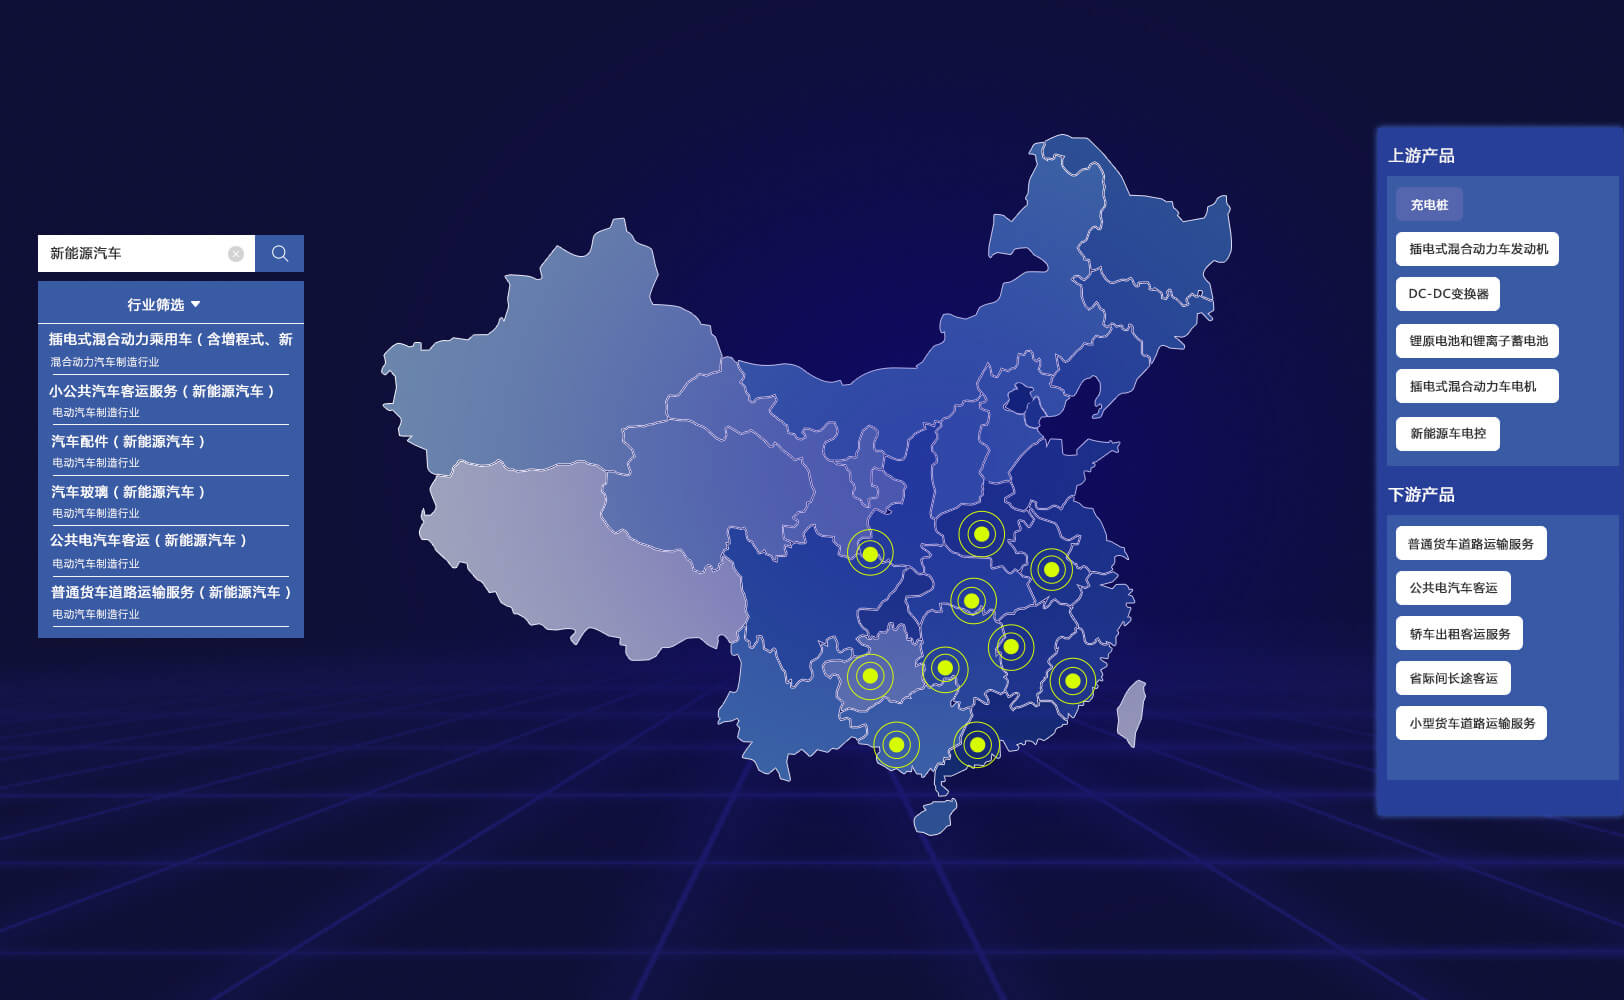 新能源汽车
行业筛选
插电式混合动力乘用车（含增程式、新
混合动力汽车制造行业
小公共汽车客运服务（新能源汽车）
电动汽车制造行业
汽车配件（新能源汽车）
电动汽车制造行业
汽车玻璃（新能源汽车）
电动汽车制造行业
公共电汽车客运（新能源汽车）
电动汽车制造行业
普通货车道路运输服务（新能源汽车）
电动汽车制造行业
上游产品
充电桩
插电式混合动力车发动机
DC-DC变换器
锂原电池和锂离子蓄电池
插电式混合动力车电机
新能源车电控
下游产品
普通货车道路运输服务
公共电汽车客运
轿车出租客运服务
省际间长途客运
小型货车道路运输服务